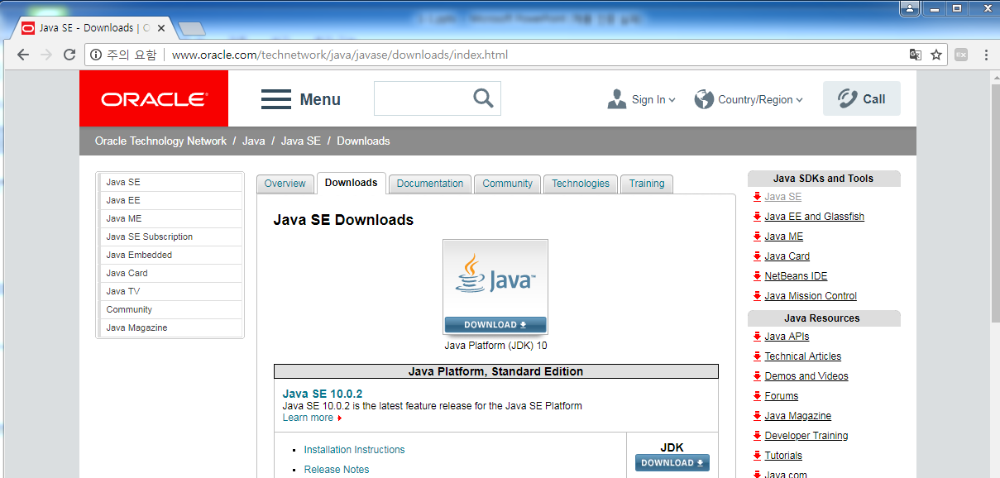 Java SE - Downloads | O
주의 요함 | www.oracle.com/technetwork/java/javase/downloads/index.html
ORACLE
Menu
Sign In
Country/Region
Call
Oracle Technology Network / Java / Java SE / Downloads
Java SE
Java EE
Java ME
Java SE Subscription
Java Embedded
Java Card
Java TV
Community
Java Magazine
Overview
Downloads
Documentation
Community
Technologies
Training
Java SE Downloads
Java™
DOWNLOAD
Java Platform (JDK) 10
Java Platform, Standard Edition
Java SE 10.0.2
Java SE 10.0.2 is the latest feature release for the Java SE Platform
Learn more
Installation Instructions
Release Notes
JDK
DOWNLOAD
Java SDKs and Tools
Java SE
Java EE and Glassfish
Java ME
Java Card
NetBeans IDE
Java Mission Control
Java Resources
Java APIs
Technical Articles
Demos and Videos
Forums
Java Magazine
Developer Training
Tutorials
Java.com